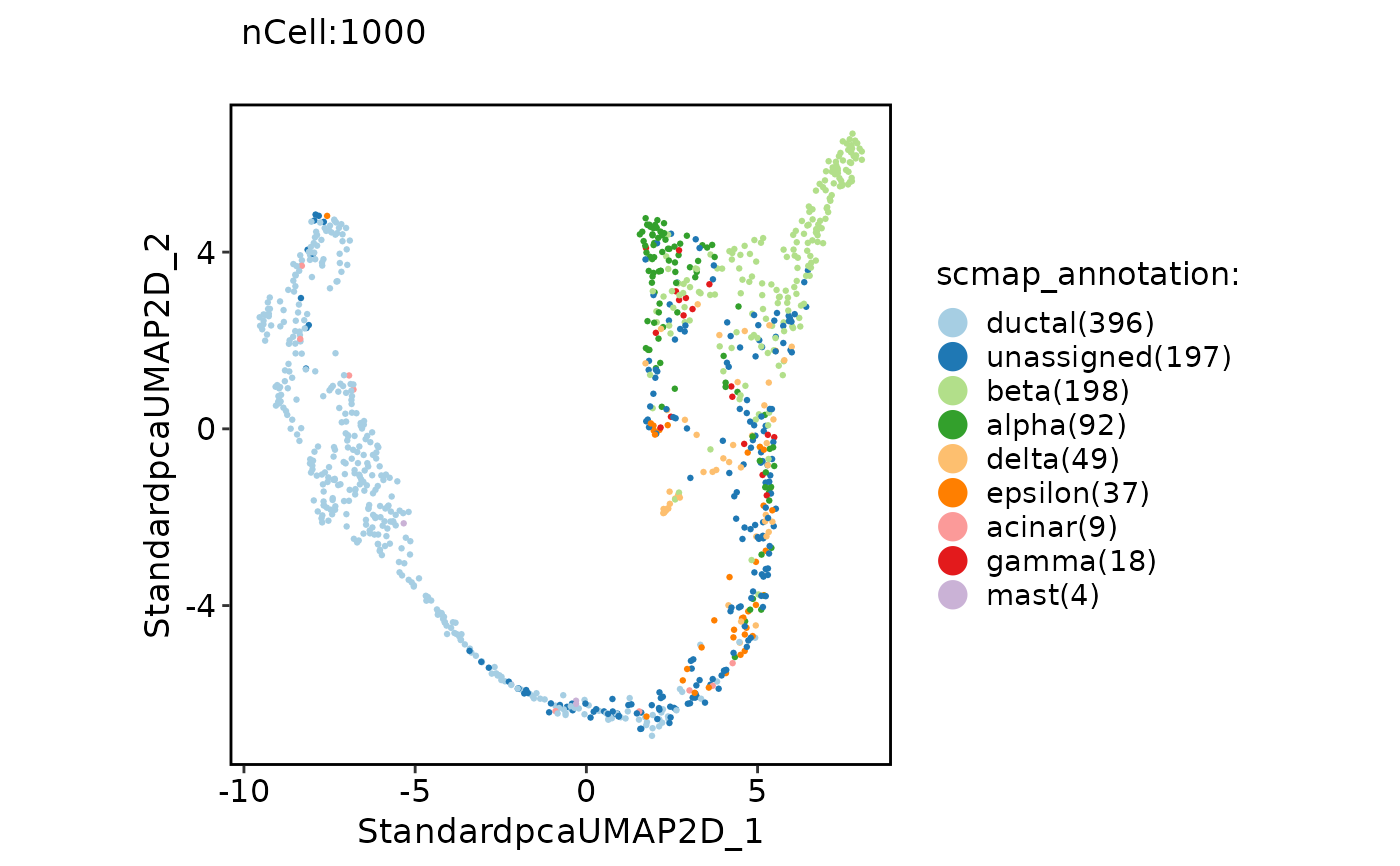 nCell:1000
StandardpcaUMAP2D_2
4
0
-4
-10
-5
0
5
StandardpcaUMAP2D_1
scmap_annotation:
ductal(396)
unassigned(197)
beta(198)
alpha(92)
delta(49)
epsilon(37)
acinar(9)
gamma(18)
mast(4)